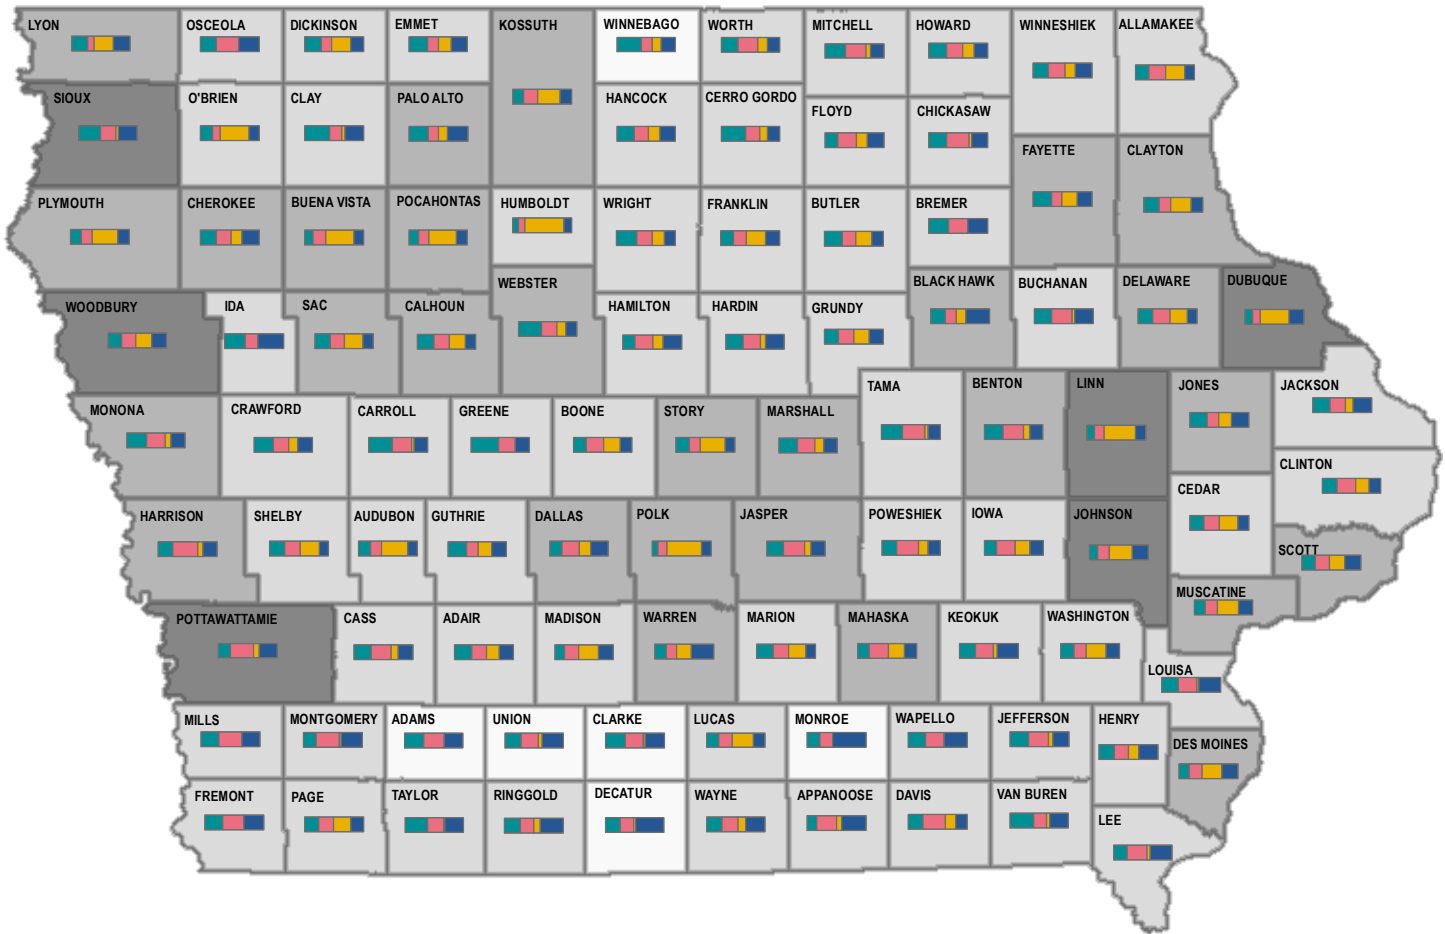 LYON
OSCEOLA
DICKINSON
EMMET
KOSSUTH
WINNEBAGO
WORTH
MITCHELL
HOWARD
WINNESHIEK
ALLAMAKEE
SIOUX
O'BRIEN
CLAY
PALO ALTO
HANCOCK
CERRO GORDO
FLOYD
CHICKASAW
FAYETTE
CLAYTON
PLYMOUTH
CHEROKEE
BUENA VISTA
POCAHONTAS
HUMBOLDT
WRIGHT
FRANKLIN
BUTLER
BREMER
WOODBURY
IDA
SAC
CALHOUN
WEBSTER
HAMILTON
HARDIN
GRUNDY
BLACK HAWK
BUCHANAN
DELAWARE
DUBUQUE
MONONA
CRAWFORD
CARROLL
GREENE
BOONE
STORY
MARSHALL
TAMA
BENTON
LINN
JONES
JACKSON
CLINTON
CEDAR
HARRISON
SHELBY
AUDUBON
GUTHRIE
DALLAS
POLK
JASPER
POWESHIEK
IOWA
JOHNSON
SCOTT
MUSCATINE
POTTAWATTAMIE
CASS
ADAIR
MADISON
WARREN
MARION
MAHASKA
KEOKUK
WASHINGTON
LOUISA
MILLS
MONTGOMERY
ADAMS
UNION
CLARKE
LUCAS
MONROE
WAPELLO
JEFFERSON
HENRY
DES MOINES
FREMONT
PAGE
TAYLOR
RINGGOLD
DECATUR
WAYNE
APPANOOSE
DAVIS
VAN BUREN
LEE